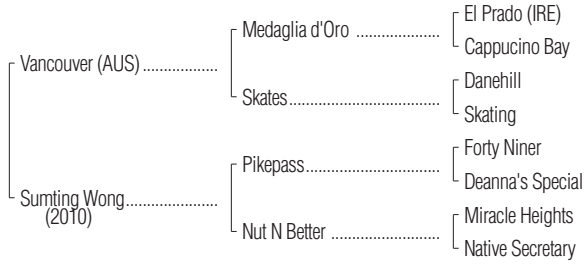 El Prado (IRE)
Medaglia d'Oro ....................
Cappucino Bay
Vancouver (AUS) ..................
Danehill
Skates.....................................
Skating
Forty Niner
Pikepass.................................
Deanna's Special
Sumting Wong......................
(2010)
Miracle Heights
Nut N Better ..........................
Native Secretary